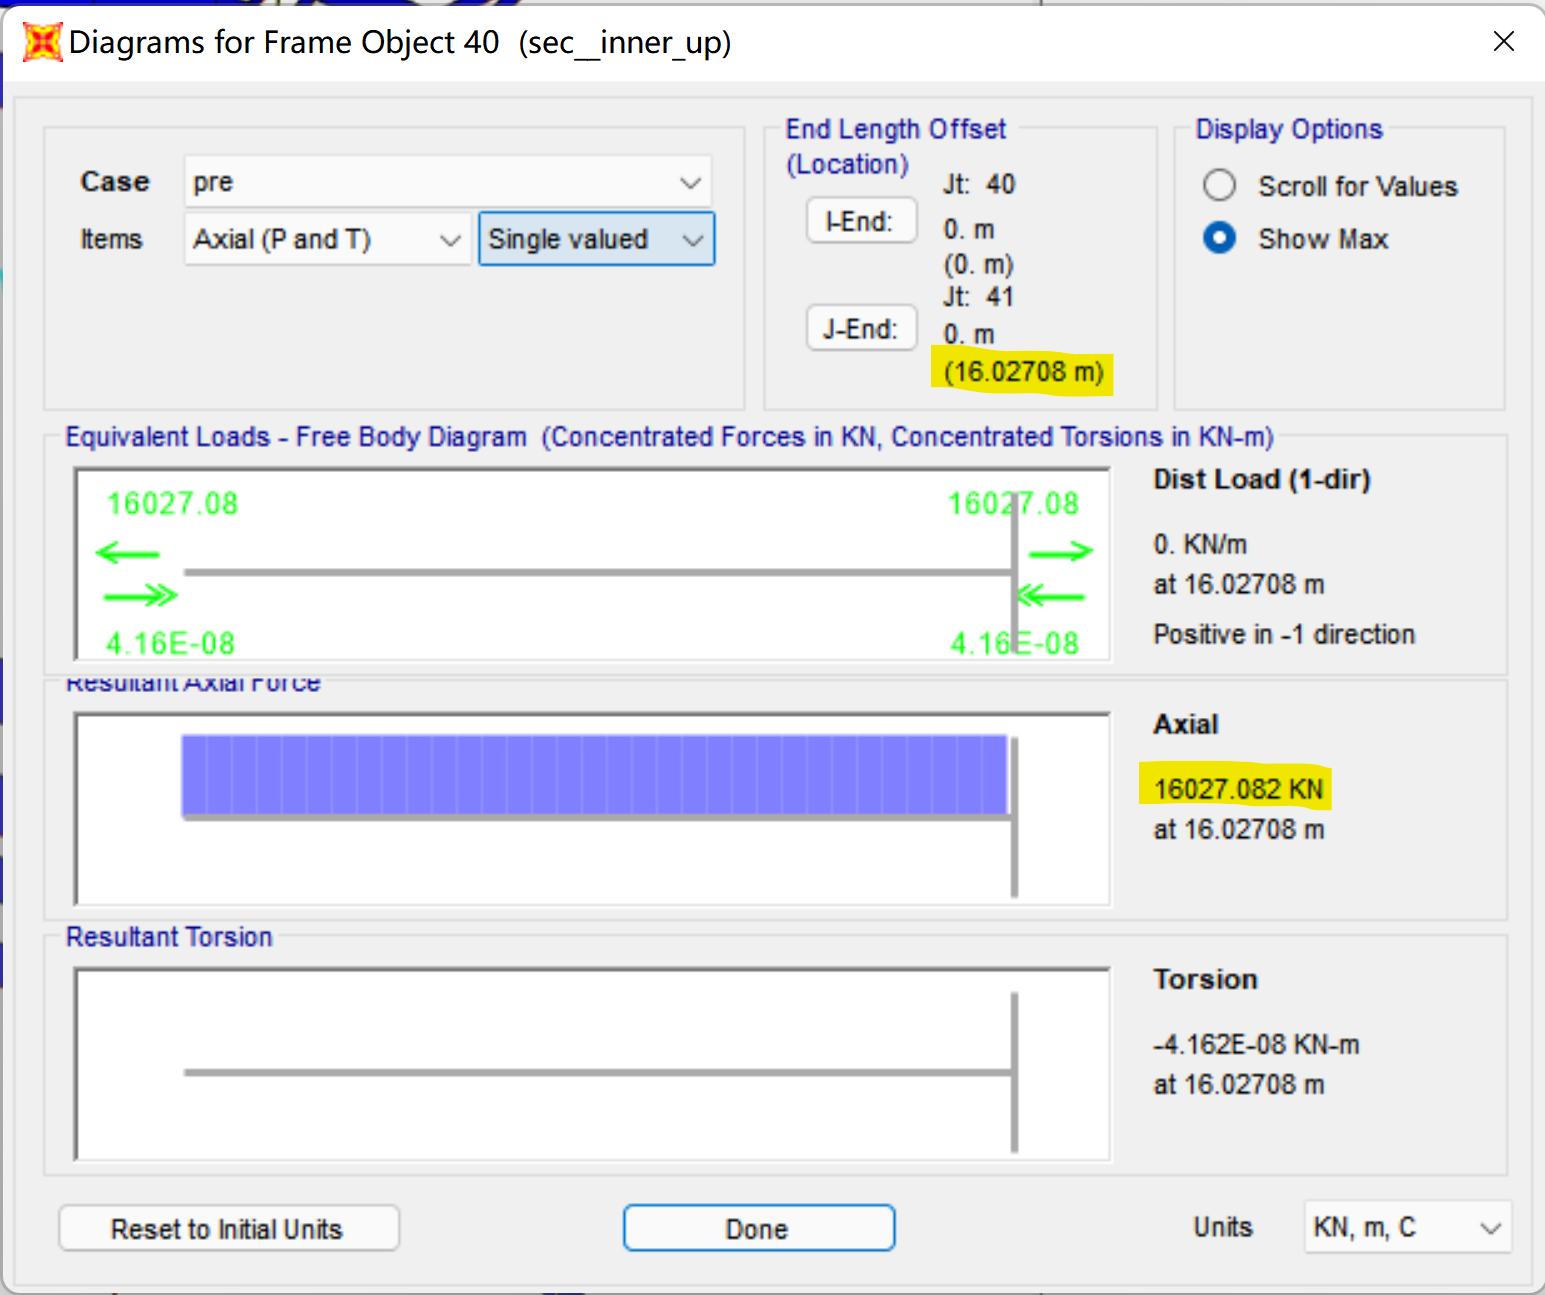 Diagrams for Frame Object 40 (sec__inner_up)
Case pre
Items Axial (P and T) Single valued
End Length Offset
(Location)
Jt: 40
I-End: 0. m
(0. m)
Jt: 41
J-End: 0. m
(16.02708 m)
Display Options
Scroll for Values
Show Max
Equivalent Loads - Free Body Diagram (Concentrated Forces in KN, Concentrated Torsions in KN-m)
16027.08 16027.08
4.16E-08 4.16E-08
Dist Load (1-dir)
0. KN/m
at 16.02708 m
Positive in -1 direction
Resultant Axial Force
Axial
16027.082 KN
at 16.02708 m
Resultant Torsion
Torsion
-4.162E-08 KN-m
at 16.02708 m
Reset to Initial Units Done Units KN, m, C